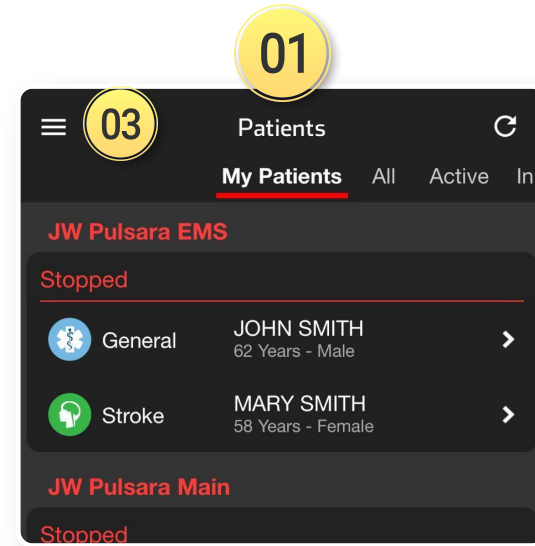 01
03
Patients
My Patients All Active In
JW Pulsara EMS
Stopped
General JOHN SMITH
62 Years - Male
Stroke MARY SMITH
58 Years - Female
JW Pulsara Main
Stopped